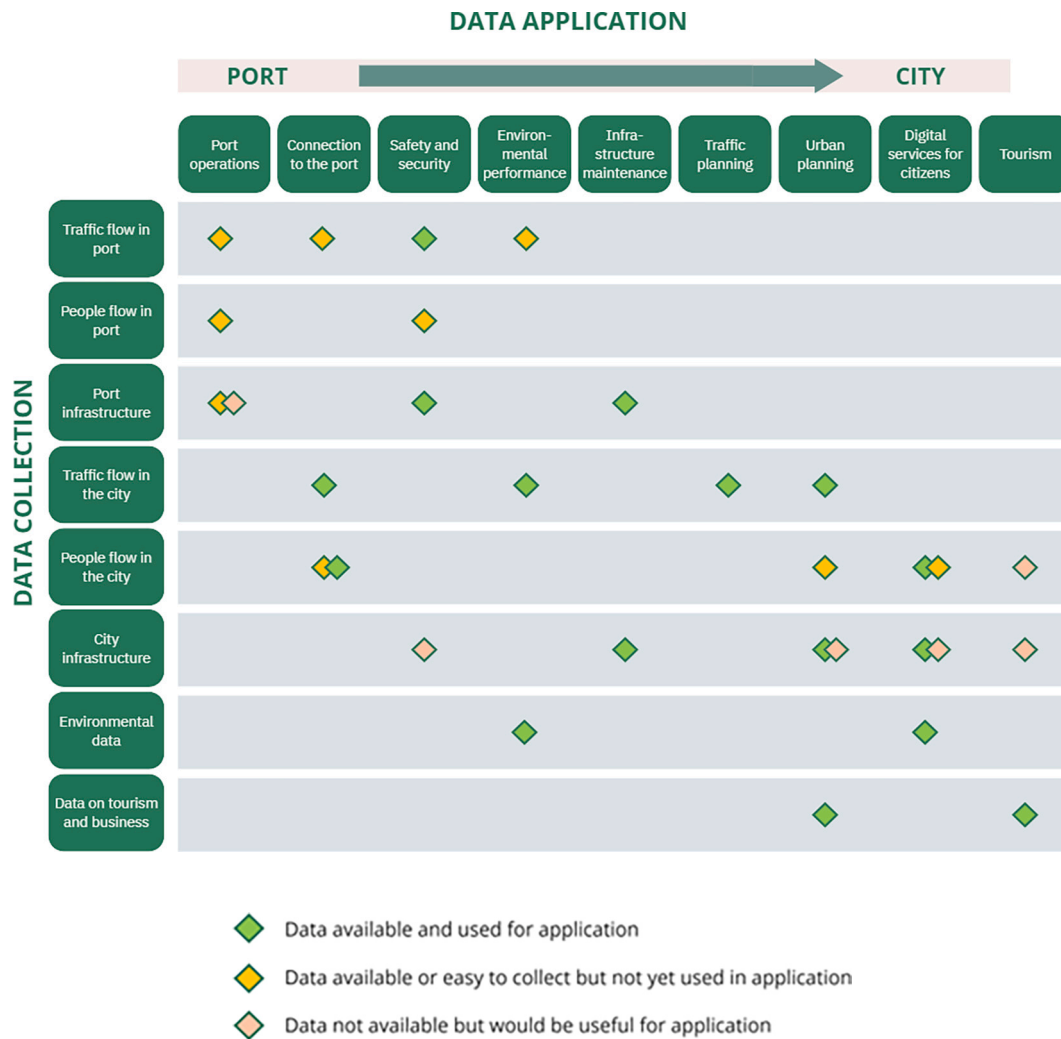 DATA APPLICATION
PORT
CITY
Port
operations
Connection
to the port
Safety and
security
Environ-
mental
performance
Infra-
structure
maintenance
Traffic
planning
Urban
planning
Digital
services for
citizens
Tourism
DATA COLLECTION
Traffic flow in
port
People flow in
port
Port
infrastructure
Traffic flow in
the city
People flow in
the city
City
infrastructure
Environmental
data
Data on tourism
and business
Data available and used for application
Data available or easy to collect but not yet used in application
Data not available but would be useful for application